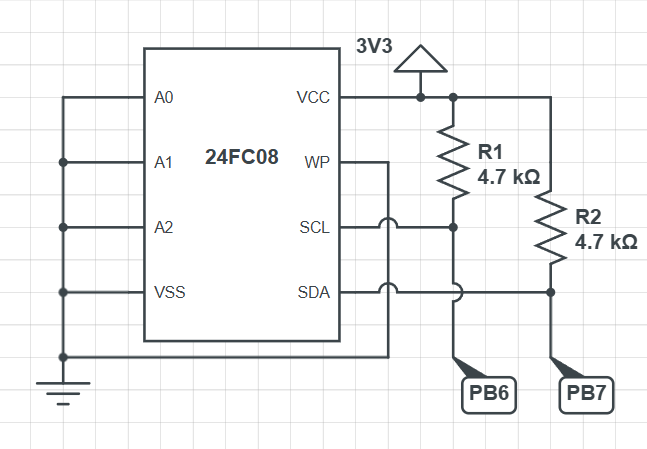 3V3
A0
VCC
24FC08
R1
4.7 kΩ
A1
WP
A2
SCL
R2
4.7 kΩ
VSS
SDA
PB6
PB7